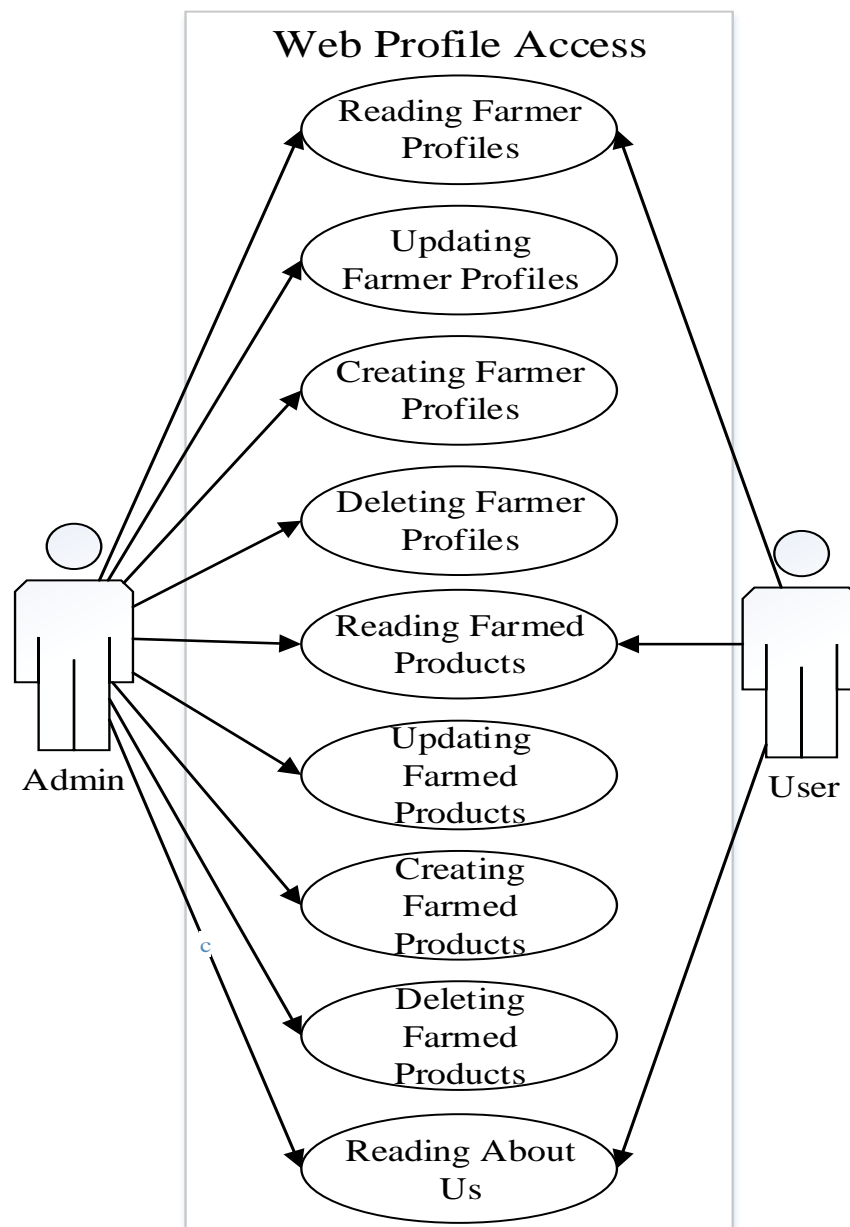 Web Profile Access
Reading Farmer
Profiles
Updating
Farmer Profiles
Creating Farmer
Profiles
Deleting Farmer
Profiles
Reading Farmed
Products
Updating
Farmed
Products
Creating
Farmed
Products
Deleting
Farmed
Products
Reading About
Us
Admin
User
c